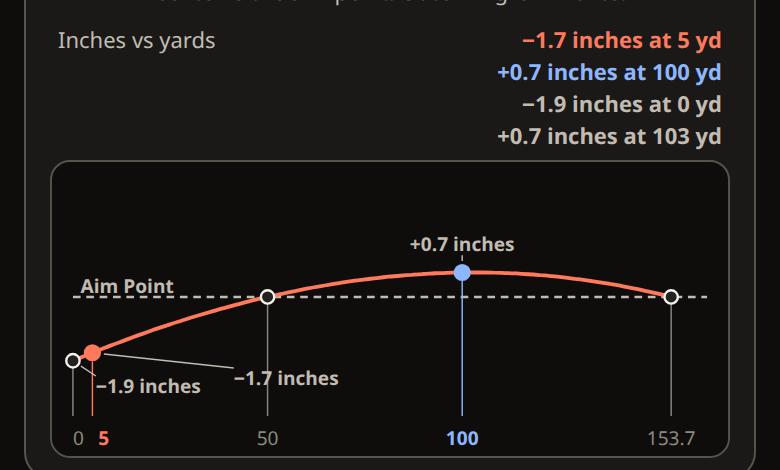 Inches vs yards
−1.7 inches at 5 yd
+0.7 inches at 100 yd
−1.9 inches at 0 yd
+0.7 inches at 103 yd
+0.7 inches
Aim Point
−1.7 inches
−1.9 inches
0 5 50 100 153.7